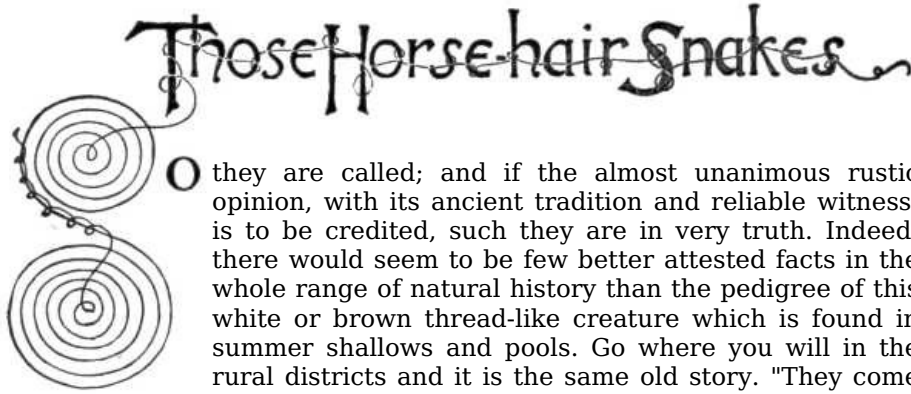 Those Horse-hair Snakes
SO they are called; and if the almost unanimous rustic
opinion, with its ancient tradition and reliable witness
is to be credited, such they are in very truth. Indeed
there would seem to be few better attested facts in the
whole range of natural history than the pedigree of this
white or brown thread-like creature which is found in
summer shallows and pools. Go where you will in the
rural districts and it is the same old story. "They come